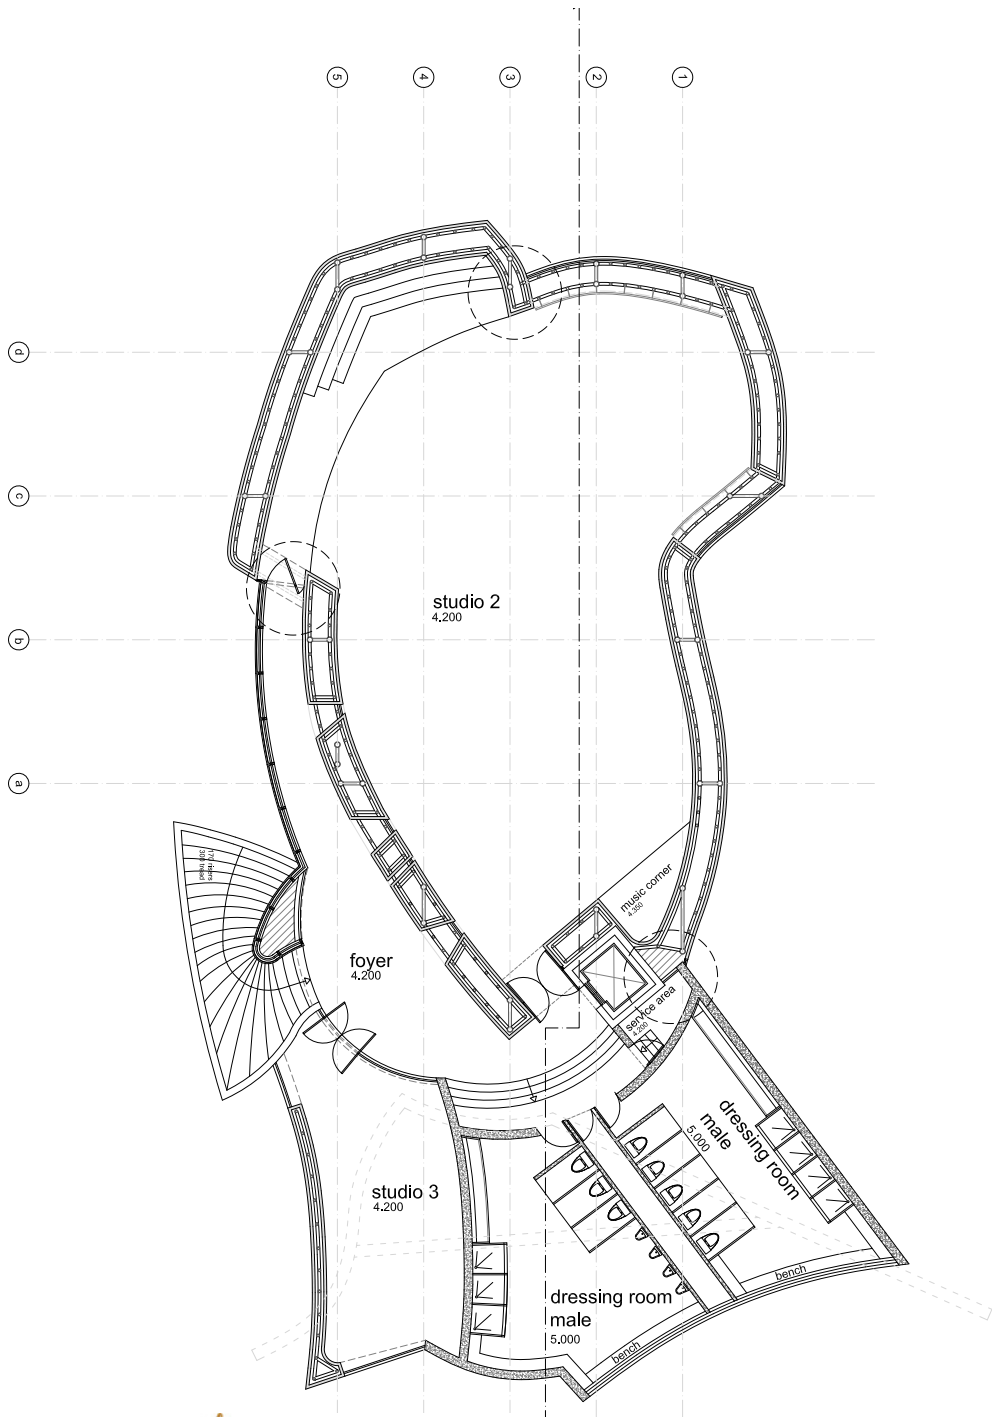 5
4
3
2
1
d
c
b
a
studio 2
4.200
music corner
4.350
foyer
4.200
service area
4.200
dressing room
male
5.000
studio 3
4.200
dressing room
male
5.000
bench
bench